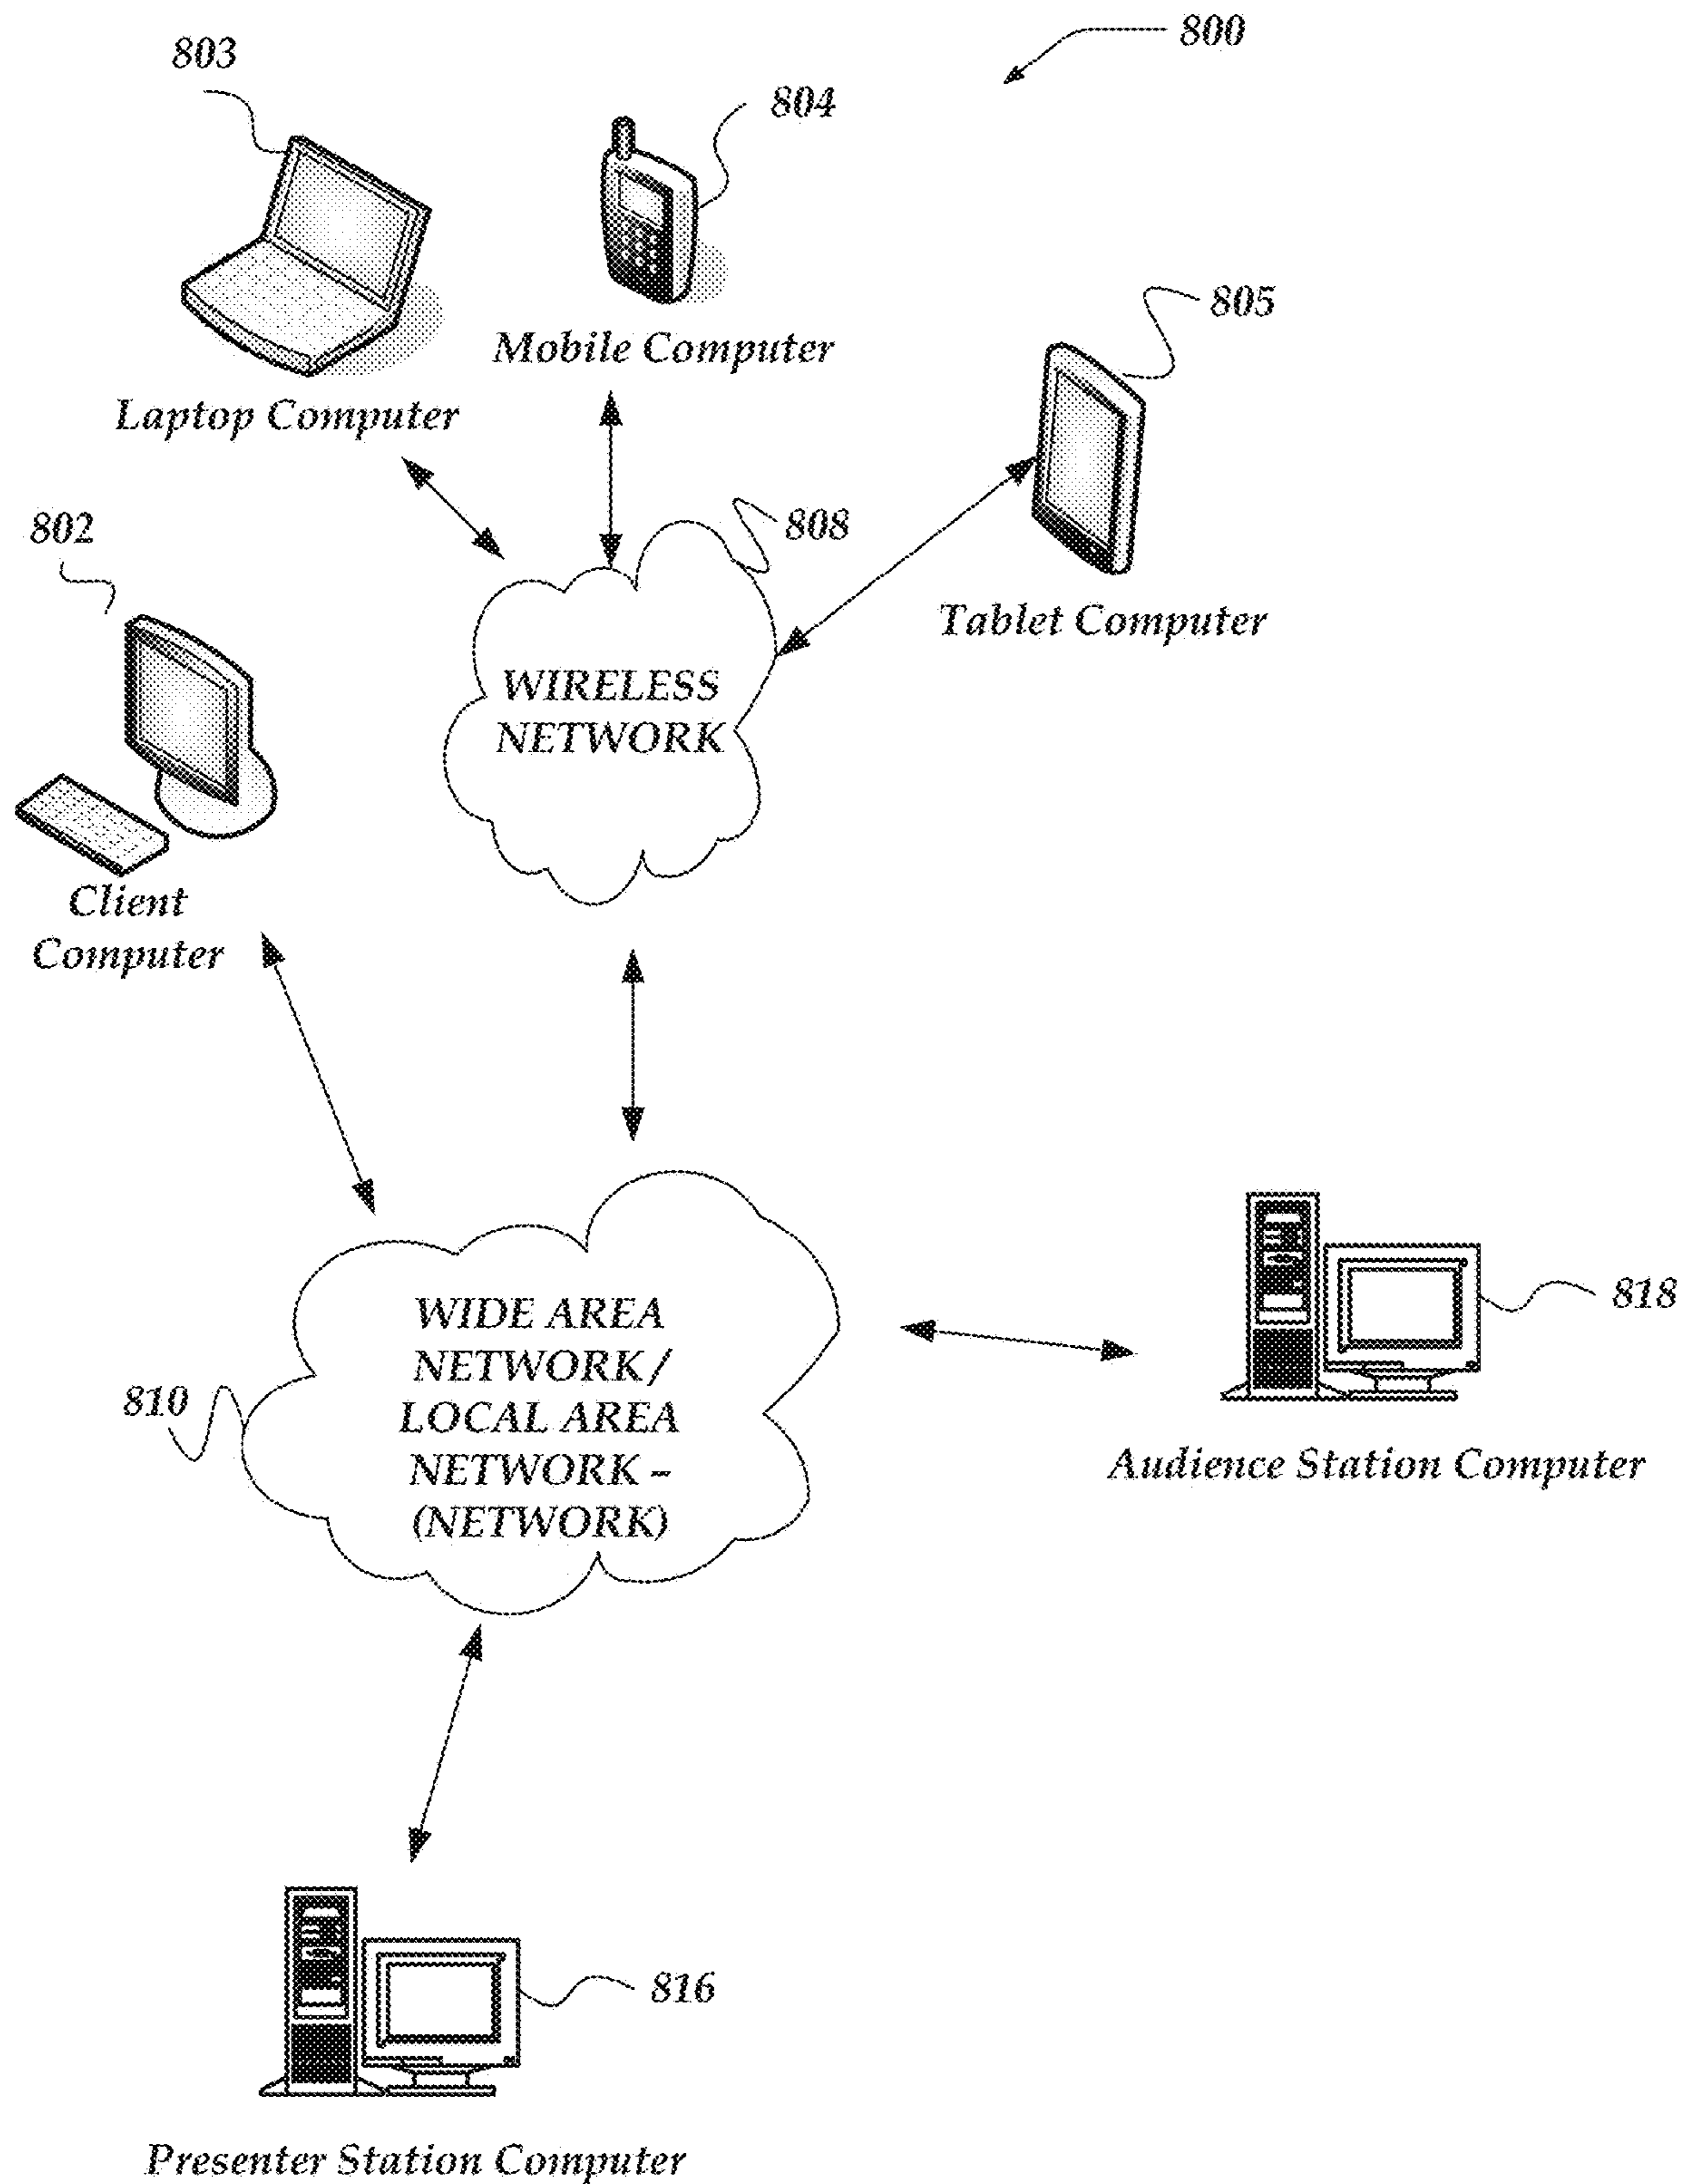 800
803
804
Mobile Computer
805
Laptop Computer
808
802
Tablet Computer
WIRELESS
NETWORK
Client
Computer
WIDE AREA
NETWORK /
LOCAL AREA
NETWORK –
(NETWORK)
810
818
Audience Station Computer
816
Presenter Station Computer